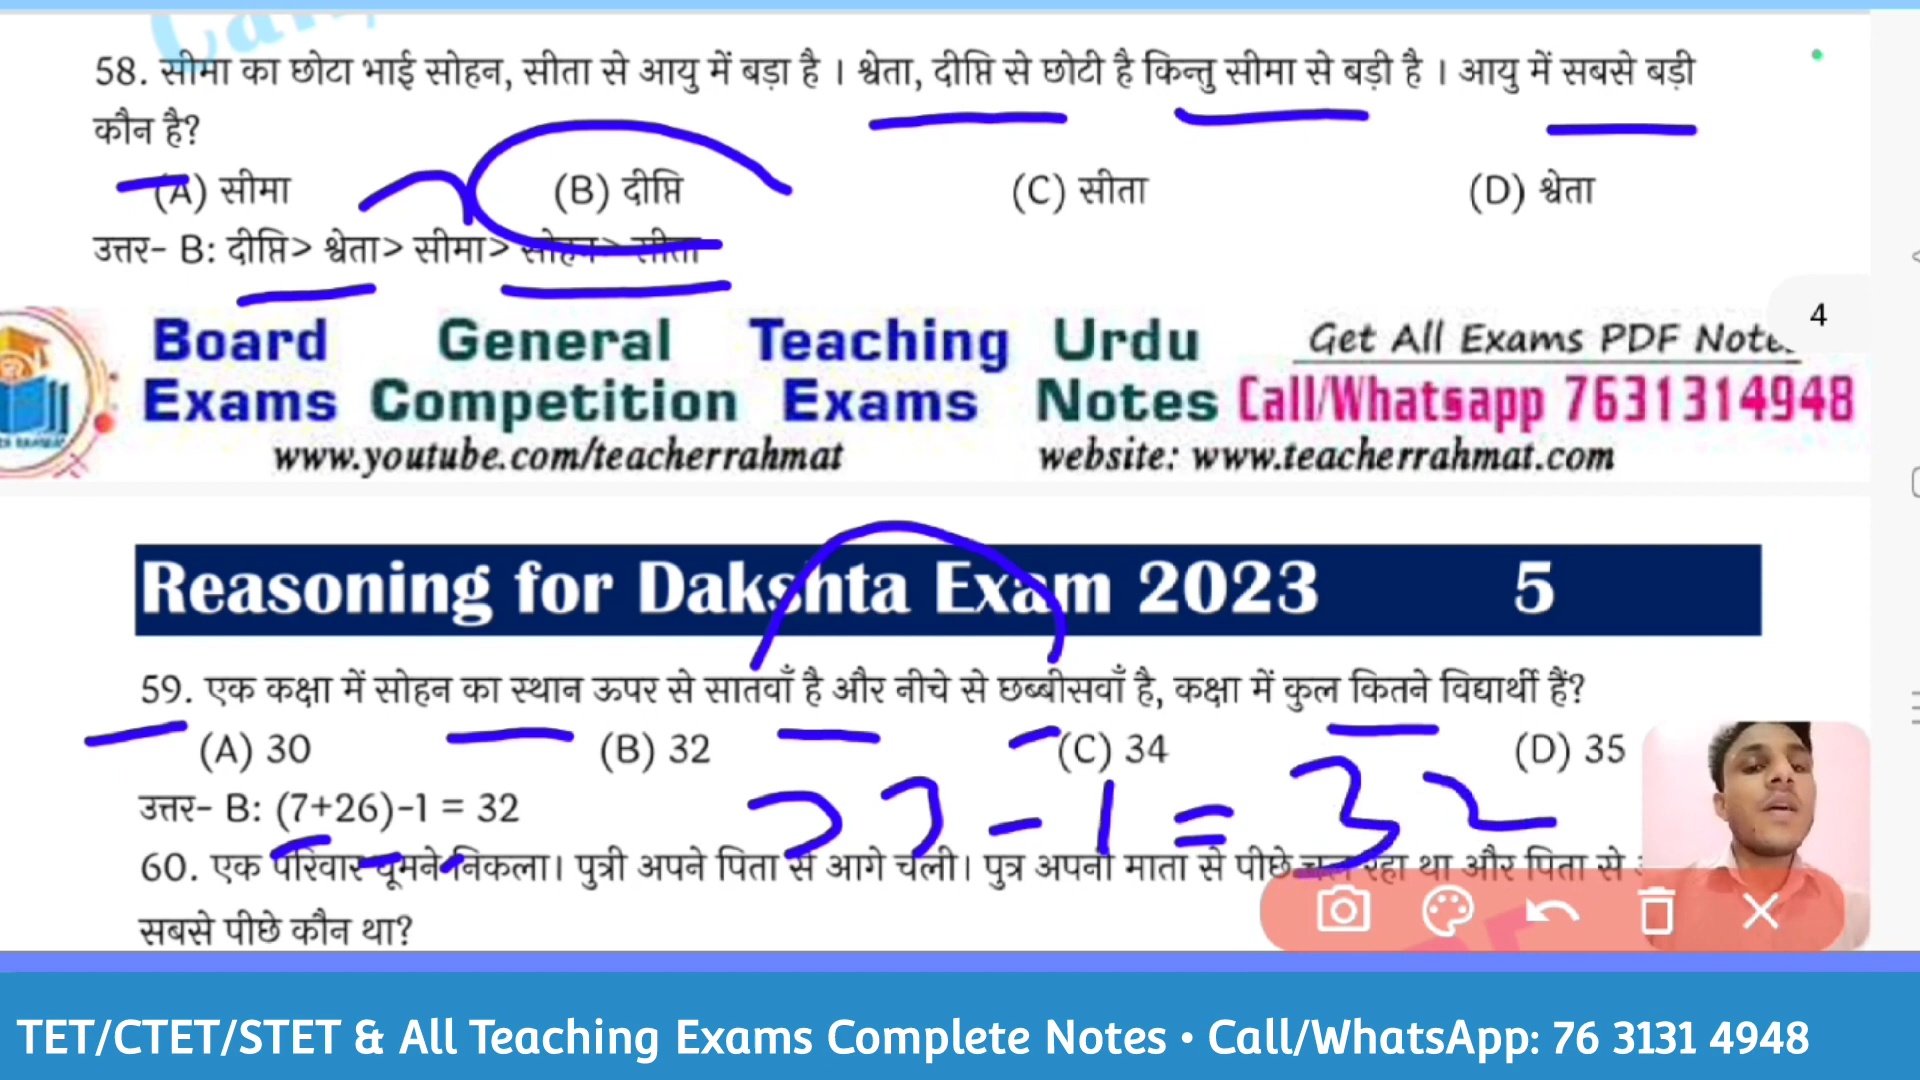 58. सीमा का छोटा भाई सोहन, सीता से आयु में बड़ा है । श्वेता, दीप्ति से छोटी है किन्तु सीमा से बड़ी है । आयु में सबसे बड़ी
कौन है?
(A) सीमा (B) दीप्ति (C) सीता (D) श्वेता
उत्तर- B: दीप्ति> श्वेता> सीमा> सोहन> सीता
4
Board General Teaching Urdu Get All Exams PDF
Exams Competition Exams Notes Call/Whatsapp 7631314948
www.youtube.com/teacherrahmat website: www.teacherrahmat.com
Reasoning for Dakshta Exam 2023 5
59. एक कक्षा में सोहन का स्थान ऊपर से सातवाँ है और नीचे से छब्बीसवाँ है, कक्षा में कुल कितने विद्यार्थी हैं?
(A) 30 (B) 32 (C) 34 (D) 35
उत्तर- B: (7+26)-1 = 32
33 - 1 = 32
60. एक परिवार घूमने निकला। पुत्री अपने पिता से आगे चली। पुत्र अपनी माता से पीछे चल रहा था और पिता से
सबसे पीछे कौन था?
TET/CTET/STET & All Teaching Exams Complete Notes • Call/WhatsApp: 76 3131 4948